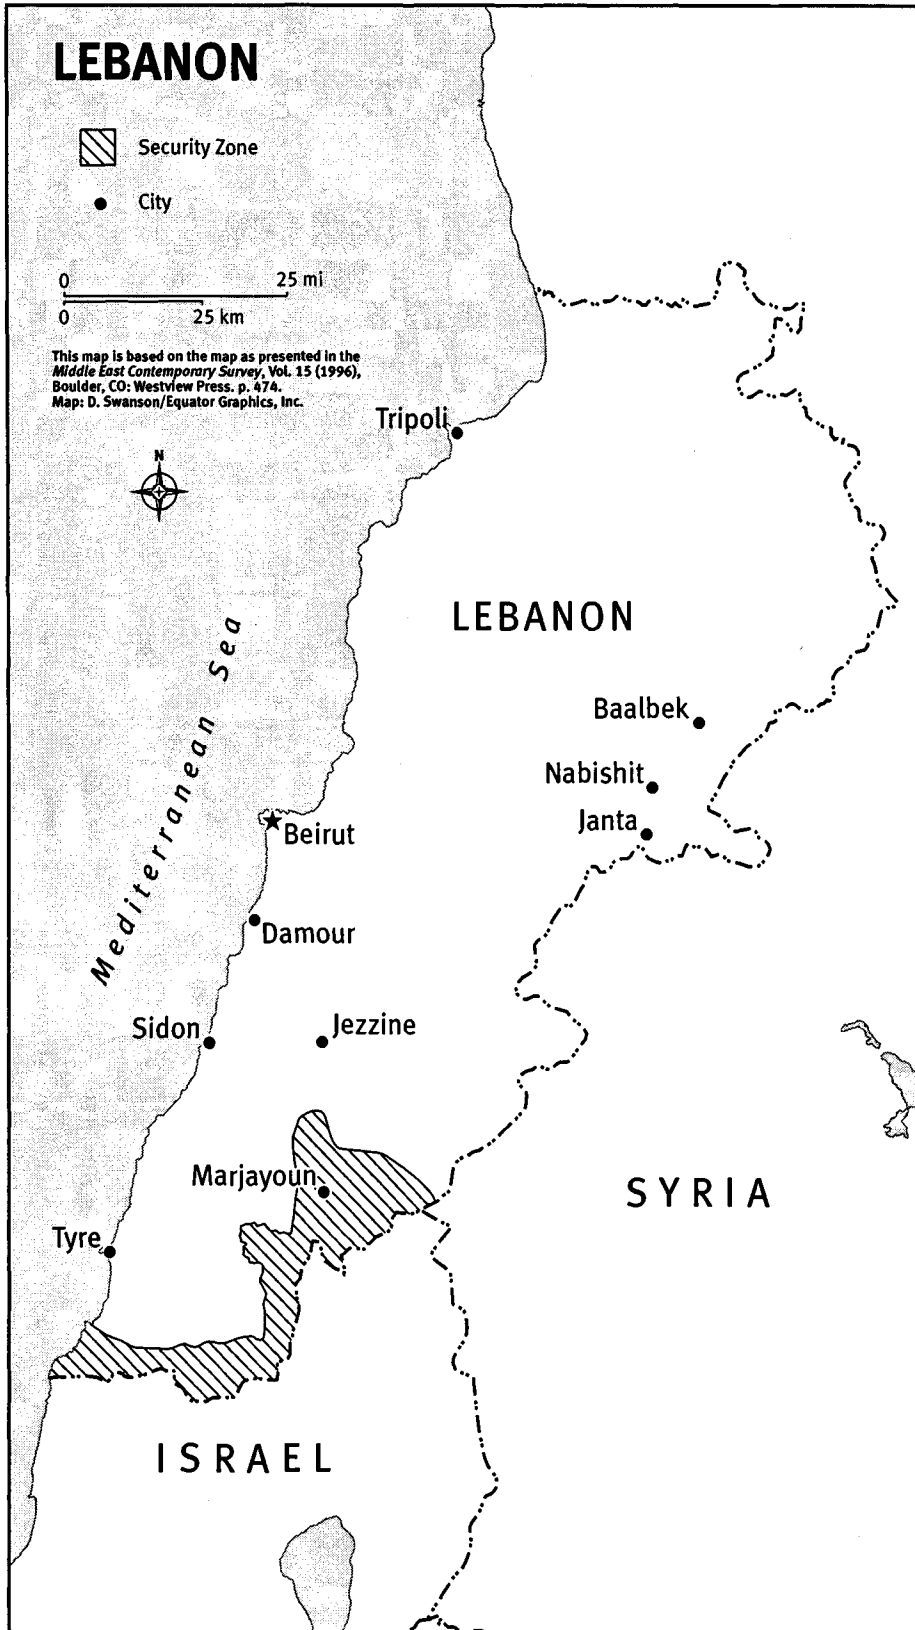 LEBANON
Security Zone
City
0 25 mi
0 25 km
This map is based on the map as presented in the
Middle East Contemporary Survey, Vol. 15 (1996),
Boulder, CO: Westview Press. p. 474.
Map: D. Swanson/Equator Graphics, Inc.
Tripoli
N
LEBANON
Mediterranean Sea
Baalbek
Nabishit
Janta
Beirut
Damour
Sidon
Jezzine
Marjayoun
SYRIA
Tyre
ISRAEL